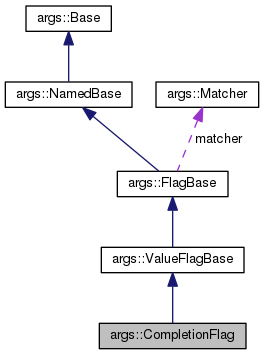 args::Base
args::NamedBase
args::Matcher
matcher
args::FlagBase
args::ValueFlagBase
args::CompletionFlag